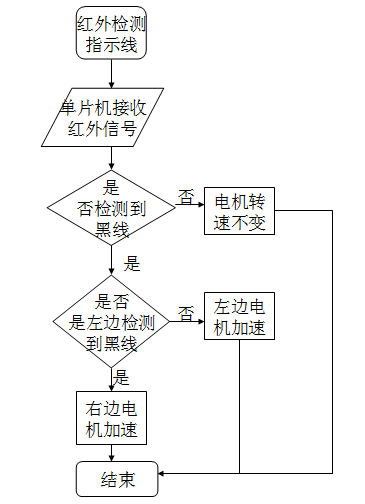 红外检测
指示线
单片机接收
红外信号
是
否检测到
黑线
否
电机转
速不变
是
是否
是左边检测
到黑线
否
左边电
机加速
是
右边电
机加速
结束